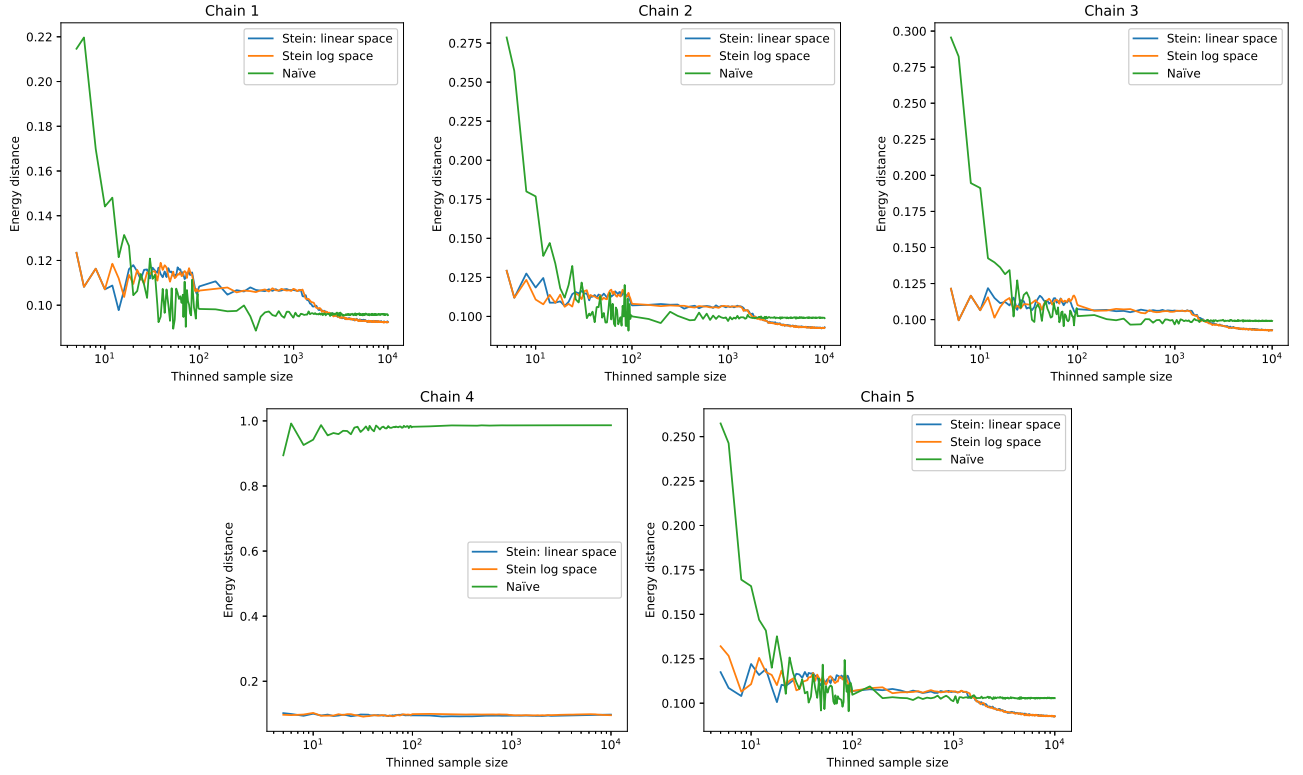 Chain 1
Energy distance
0.22
0.20
0.18
0.16
0.14
0.12
0.10
Stein: linear space
Stein log space
Naïve
10¹ 10² 10³ 10⁴
Thinned sample size
Chain 2
Energy distance
0.275
0.250
0.225
0.200
0.175
0.150
0.125
0.100
Stein: linear space
Stein log space
Naïve
10¹ 10² 10³ 10⁴
Thinned sample size
Chain 3
Energy distance
0.300
0.275
0.250
0.225
0.200
0.175
0.150
0.125
0.100
Stein: linear space
Stein log space
Naïve
10¹ 10² 10³ 10⁴
Thinned sample size
Chain 4
Energy distance
1.0
0.8
0.6
0.4
0.2
Stein: linear space
Stein log space
Naïve
10¹ 10² 10³ 10⁴
Thinned sample size
Chain 5
Energy distance
0.250
0.225
0.200
0.175
0.150
0.125
0.100
Stein: linear space
Stein log space
Naïve
10¹ 10² 10³ 10⁴
Thinned sample size